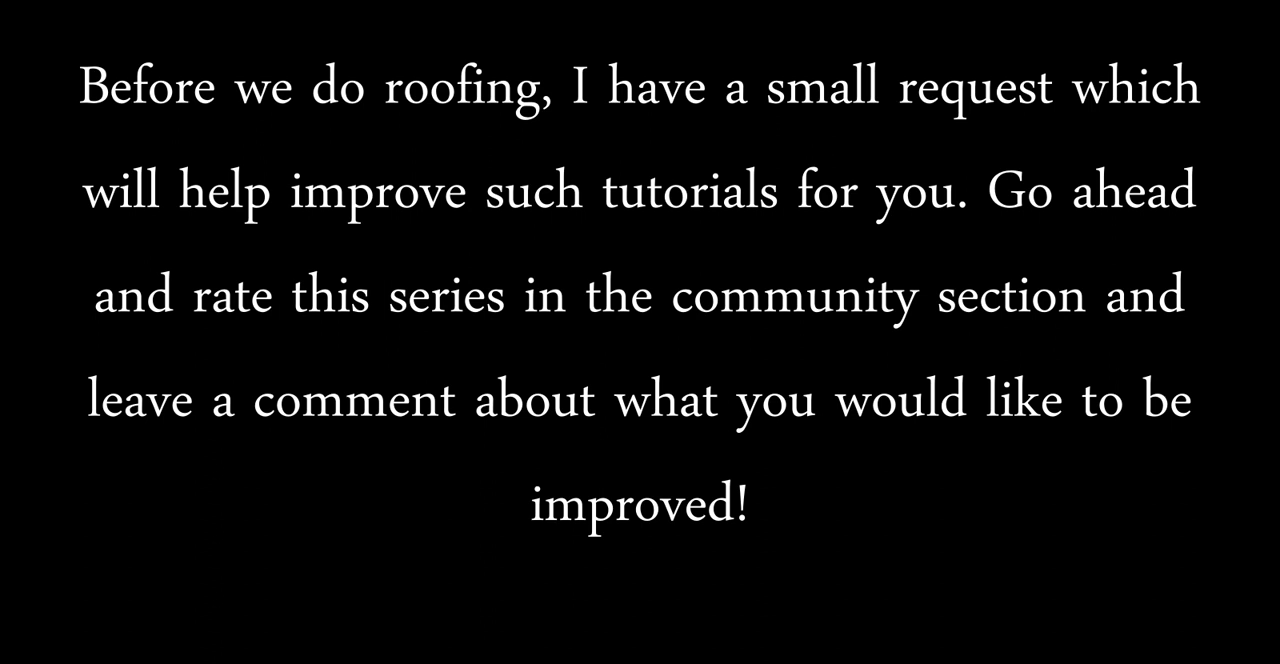 Before we do roofing, I have a small request which
will help improve such tutorials for you. Go ahead
and rate this series in the community section and
leave a comment about what you would like to be
improved!